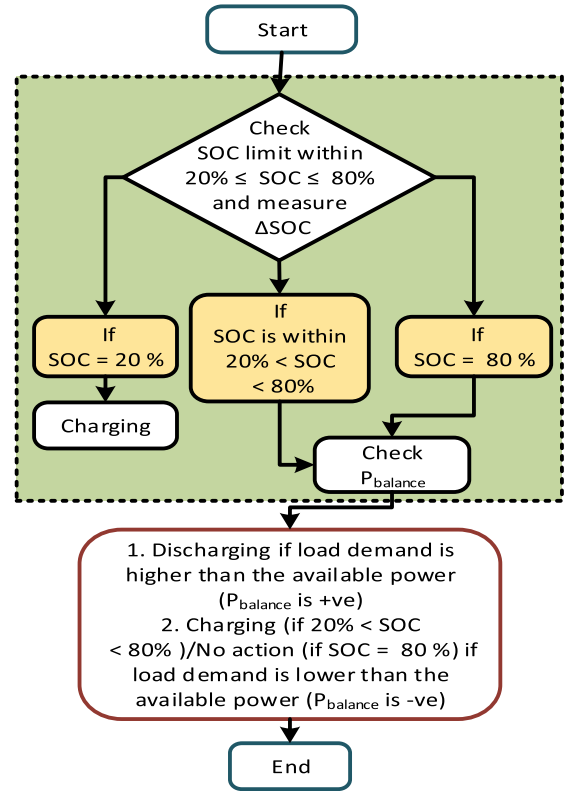 Start
Check
SOC limit within
20% ≤ SOC ≤ 80%
and measure
ΔSOC
If
SOC = 20 %
If
SOC is within
20% < SOC
< 80%
If
SOC = 80 %
Charging
Check
P_balance
1. Discharging if load demand is
higher than the available power
(P_balance is +ve)
2. Charging (if 20% < SOC
< 80% )/No action (if SOC = 80 %) if
load demand is lower than the
available power (P_balance is -ve)
End